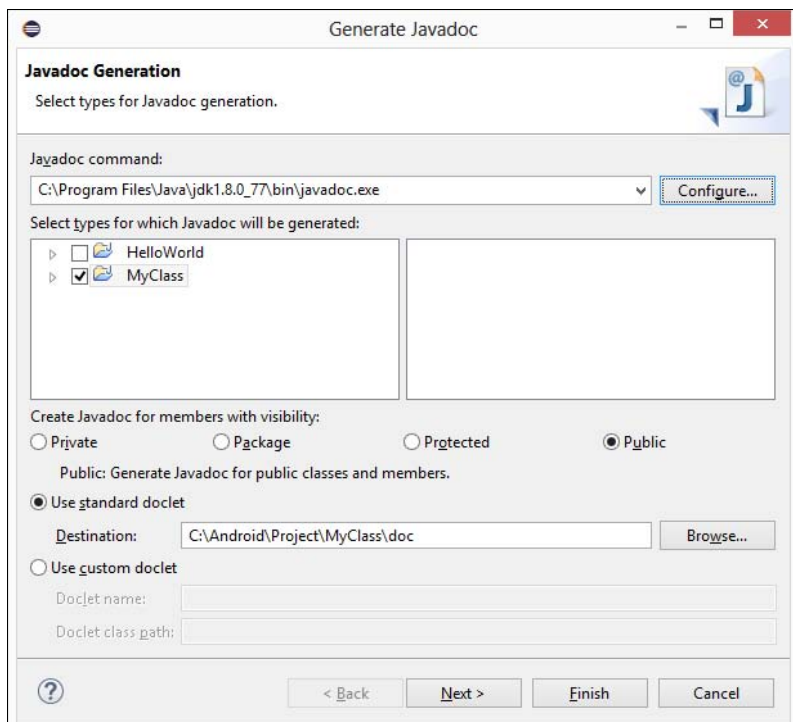 Generate Javadoc
Javadoc Generation
Select types for Javadoc generation.
@
J
Javadoc command:
C:\Program Files\Java\jdk1.8.0_77\bin\javadoc.exe
Configure...
Select types for which Javadoc will be generated:
HelloWorld
MyClass
Create Javadoc for members with visibility:
Private Package Protected Public
Public: Generate Javadoc for public classes and members.
Use standard doclet
Destination: C:\Android\Project\MyClass\doc Browse...
Use custom doclet
Doclet name:
Doclet class path:
? < Back Next > Finish Cancel